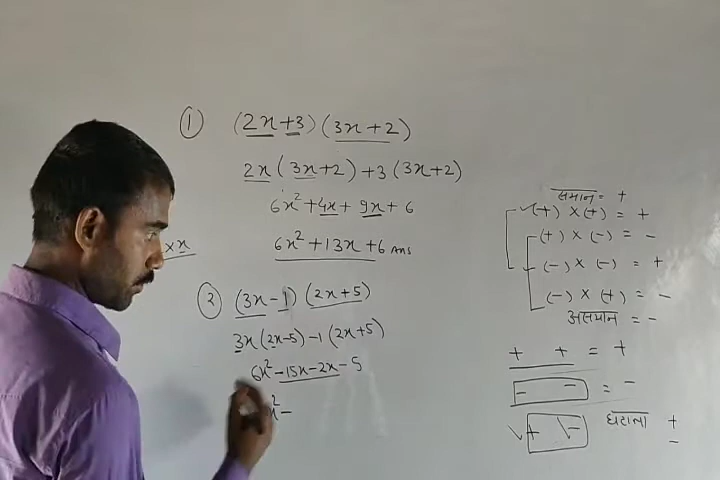 ① (2x+3)(3x+2)
2x(3x+2)+3(3x+2)
6x²+4x+9x+6
6x²+13x+6 Ans
×x
② (3x-1)(2x+5)
3x(2x-5)-1(2x+5)
6x²-15x-2x-5
x²-
समान = +
(+)×(+) = +
(+)×(-) = -
(-)×(-) = +
(-)×(+) = -
असमान = -
+ + = +
- - = -
+ - घटाना +
-